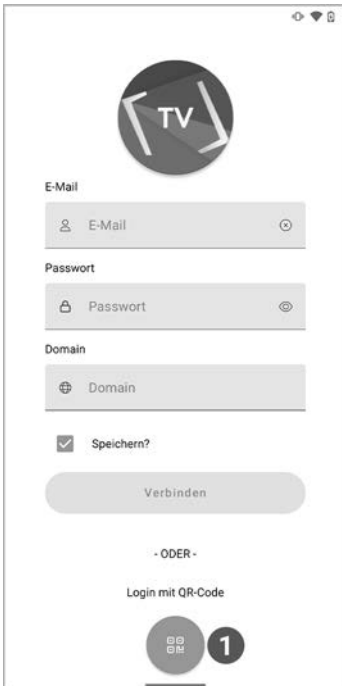 TV
E-Mail
E-Mail
Passwort
Passwort
Domain
Domain
Speichern?
Verbinden
- ODER -
Login mit QR-Code
1